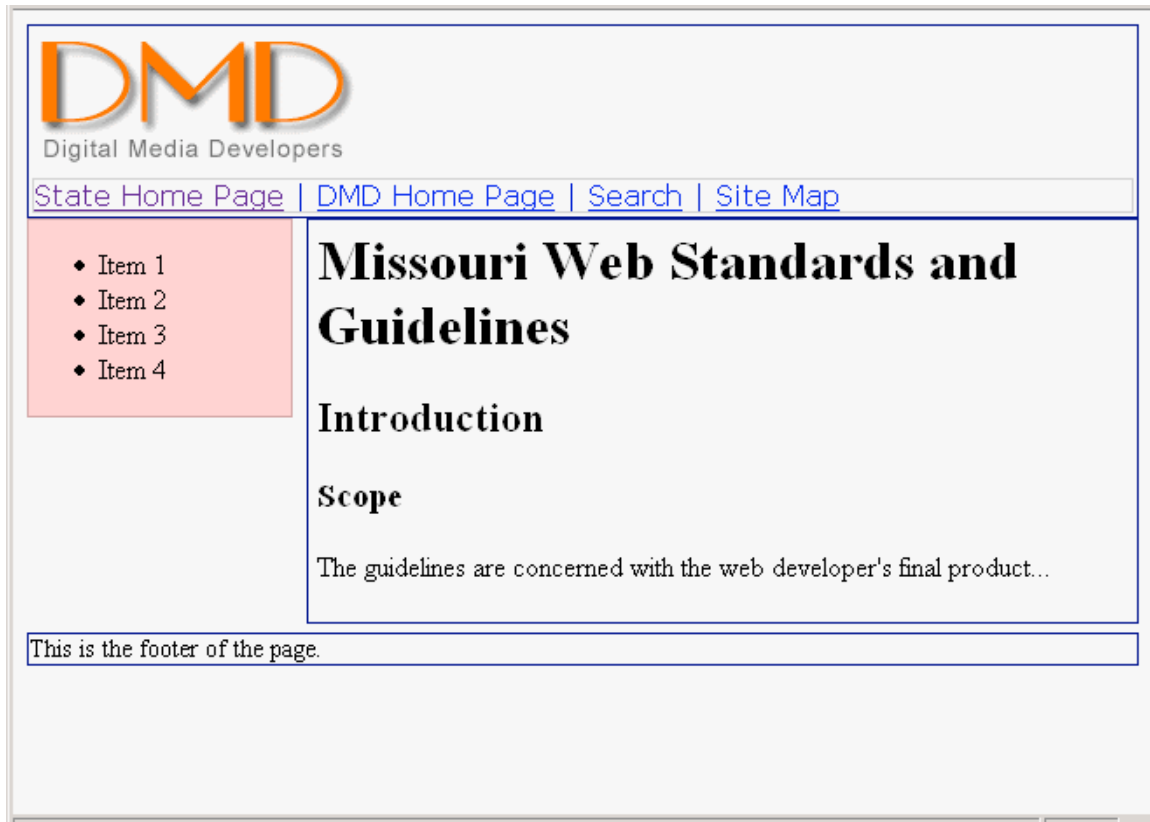 DMD
Digital Media Developers
State Home Page | DMD Home Page | Search | Site Map
• Item 1
• Item 2
• Item 3
• Item 4
Missouri Web Standards and
Guidelines
Introduction
Scope
The guidelines are concerned with the web developer's final product...
This is the footer of the page.